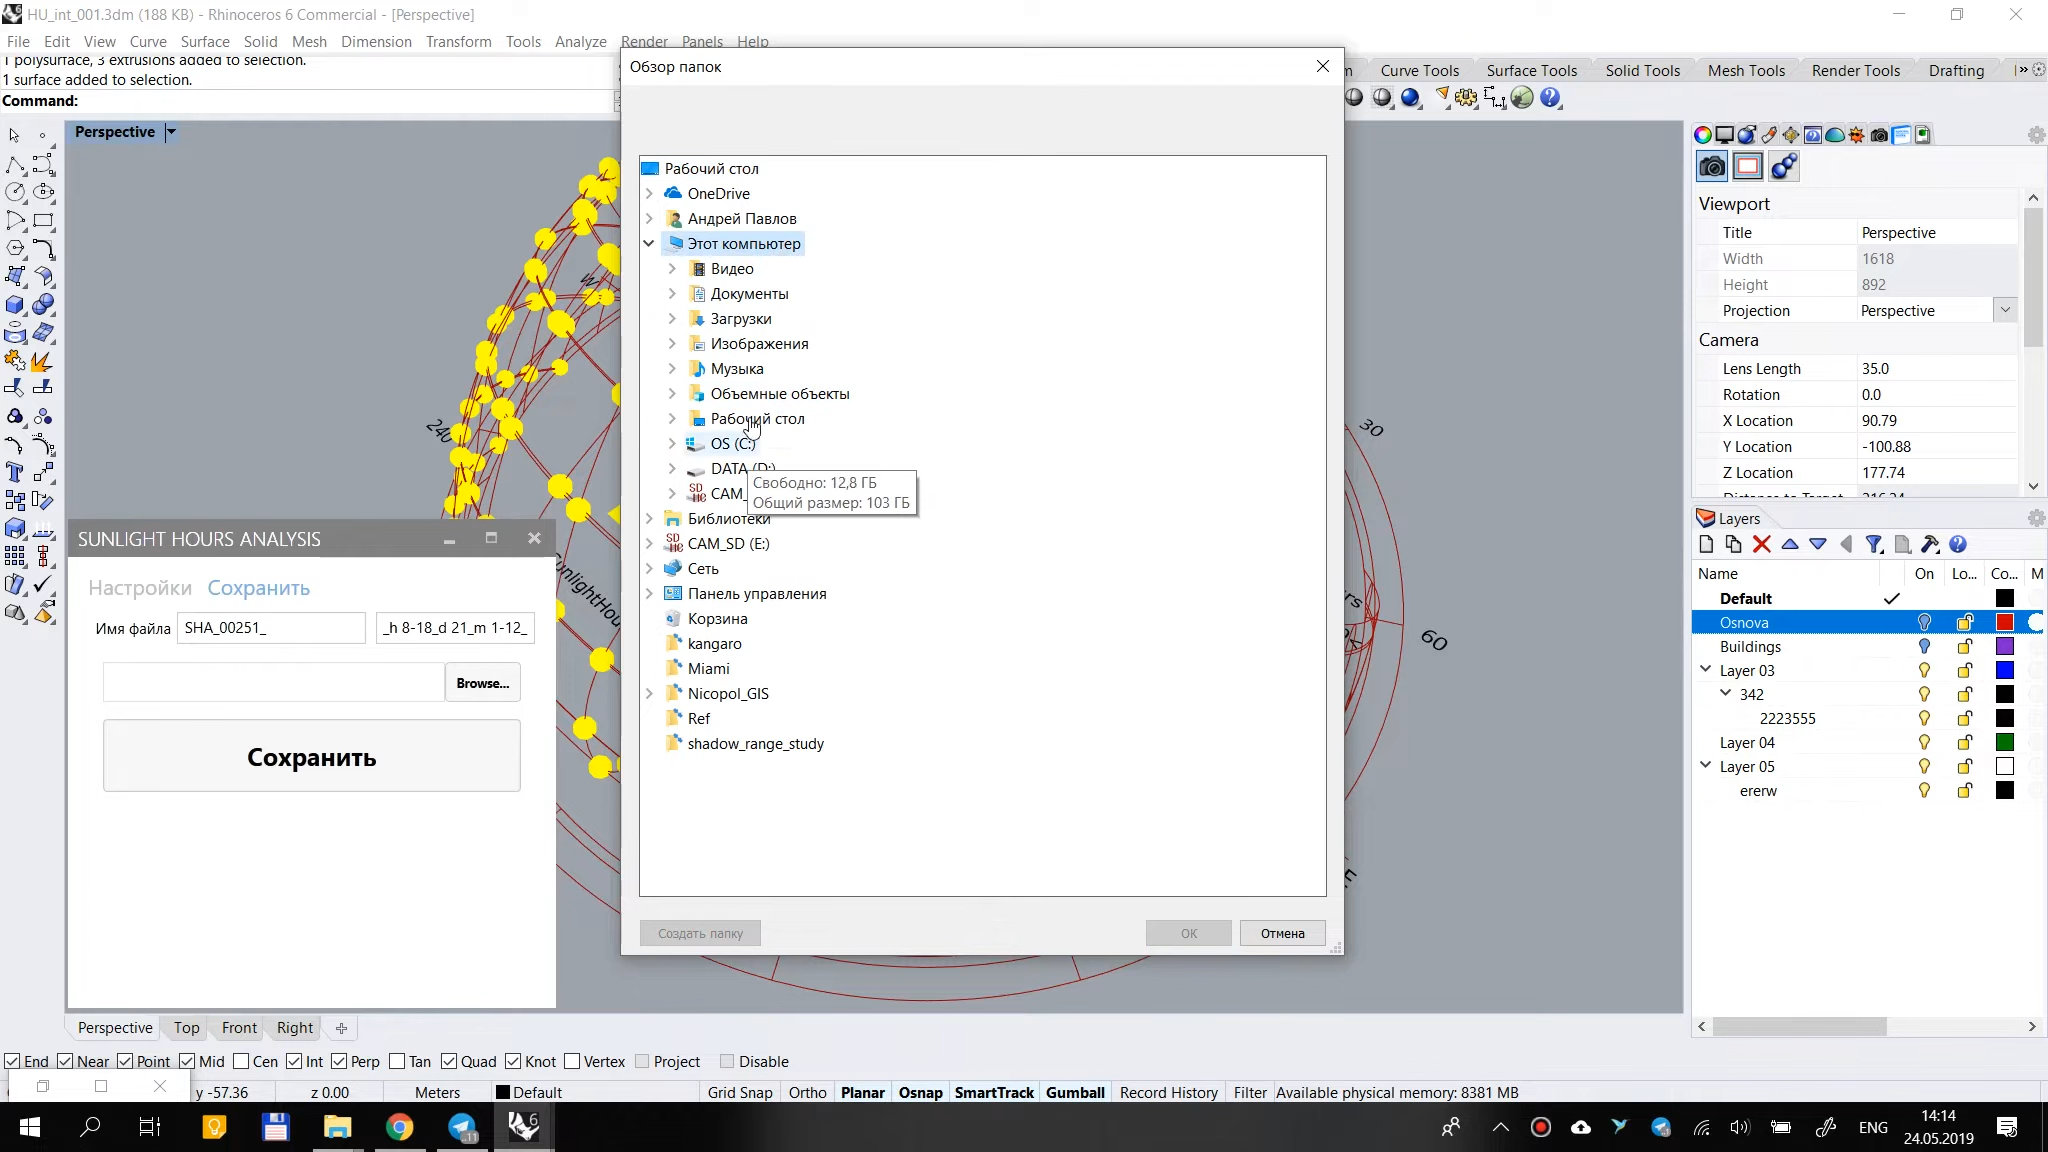 HU_int_001.3dm (188 KB) - Rhinoceros 6 Commercial - [Perspective]
File Edit View Curve Surface Solid Mesh Dimension Transform Tools Analyze Render Panels Help
1 polysurface, 3 extrusions added to selection.
1 surface added to selection.
Command:
Curve Tools Surface Tools Solid Tools Mesh Tools Render Tools Drafting
Perspective
240
30
60
SUNLIGHT HOURS ANALYSIS
Настройки Сохранить
Имя файла SHA_00251_ _h 8-18_d 21_m 1-12_
Browse...
Сохранить
Обзор папок
Рабочий стол
OneDrive
Андрей Павлов
Этот компьютер
Видео
Документы
Загрузки
Изображения
Музыка
Объемные объекты
Рабочий стол
OS (C:)
DATA (D:)
CAM_
Свободно: 12,8 ГБ
Общий размер: 103 ГБ
Библиотеки
CAM_SD (E:)
Сеть
Панель управления
Корзина
kangaro
Miami
Nicopol_GIS
Ref
shadow_range_study
Создать папку OK Отмена
Viewport
Title Perspective
Width 1618
Height 892
Projection Perspective
Camera
Lens Length 35.0
Rotation 0.0
X Location 90.79
Y Location -100.88
Z Location 177.74
Layers
Name On Lo... Co... M
Default
Osnova
Buildings
Layer 03
342
2223555
Layer 04
Layer 05
ererw
Perspective Top Front Right
End Near Point Mid Cen Int Perp Tan Quad Knot Vertex Project Disable
y -57.36 z 0.00 Meters Default Grid Snap Ortho Planar Osnap SmartTrack Gumball Record History Filter Available physical memory: 8381 MB
ENG
14:14
24.05.2019